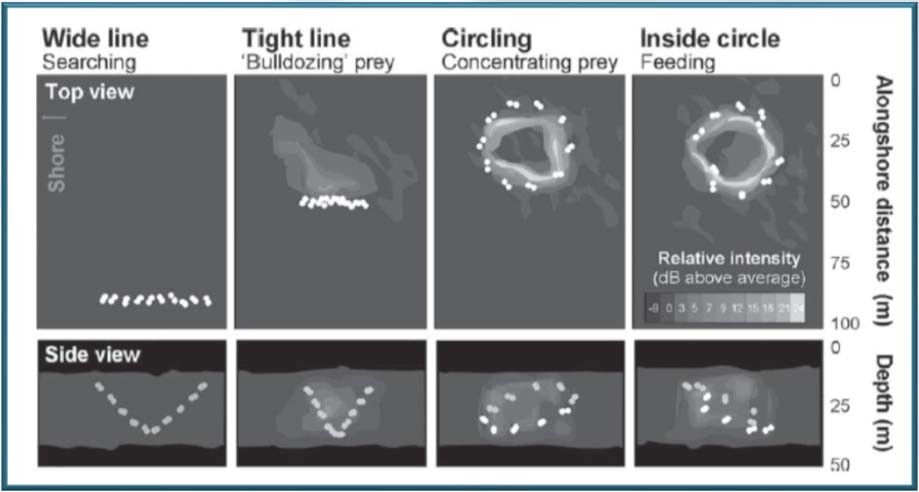 Wide line
Searching
Tight line
'Bulldozing' prey
Circling
Concentrating prey
Inside circle
Feeding
Top view
Shore
0
25
50
75
100
Alongshore distance (m)
Relative intensity
(dB above average)
-9 0 3 5 7 9 12 15 18 21 24
Side view
0
25
50
Depth (m)